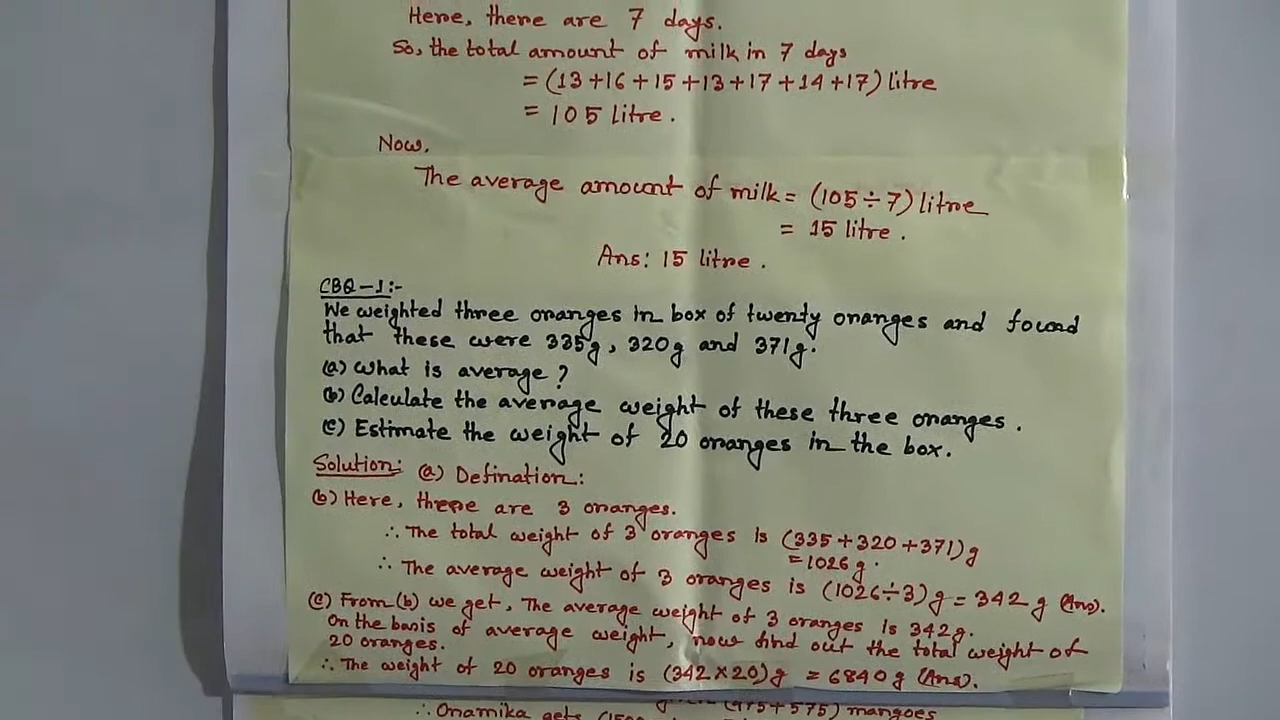 Here, there are 7 days.
So, the total amount of milk in 7 days
= (13+16+15+13+17+14+17) litre
= 105 litre.
Now,
The average amount of milk = (105÷7) litre
= 15 litre.
Ans: 15 litre.
CBQ-1:-
We weighted three oranges in box of twenty oranges and found
that these were 335g, 320g and 371g.
(a) What is average?
(b) Calculate the average weight of these three oranges.
(c) Estimate the weight of 20 oranges in the box.
Solution: (a) Defination:
(b) Here, there are 3 oranges.
∴ The total weight of 3 oranges is (335+320+371)g
=1026g.
∴ The average weight of 3 oranges is (1026÷3)g = 342g (Ans).
(c) From (b) we get, The average weight of 3 oranges is 342g.
On the basis of average weight, now find out the total weight of
20 oranges.
∴ The weight of 20 oranges is (342×20)g = 6840g (Ans).
∴ Onamika gets 575) mangoes